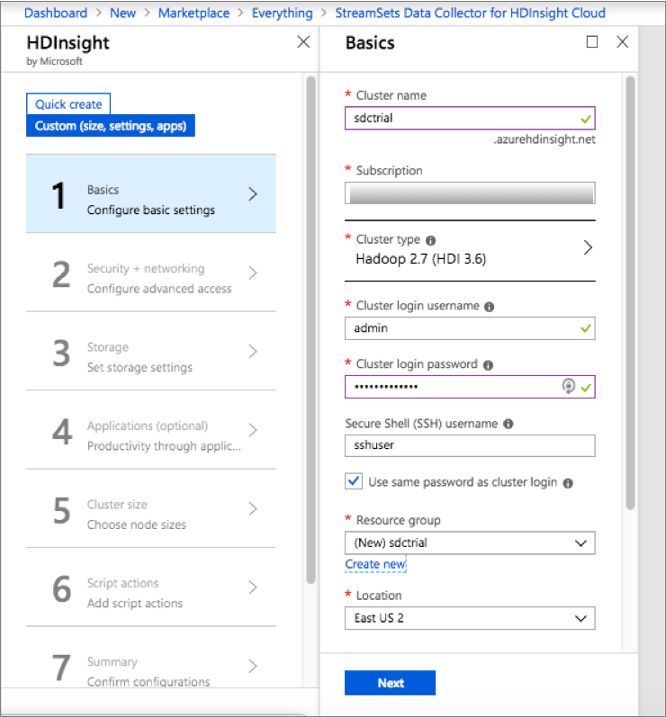 Dashboard > New > Marketplace > Everything > StreamSets Data Collector for HDInsight Cloud
HDInsight
by Microsoft
Quick create
Custom (size, settings, apps)
1
Basics
Configure basic settings
2
Security + networking
Configure advanced access
3
Storage
Set storage settings
4
Applications (optional)
Productivity through applic...
5
Cluster size
Choose node sizes
6
Script actions
Add script actions
7
Summary
Confirm configurations
Basics
* Cluster name
sdctrial
.azurehdinsight.net
* Subscription
* Cluster type
Hadoop 2.7 (HDI 3.6)
* Cluster login username
admin
* Cluster login password
•••••••••••••
Secure Shell (SSH) username
sshuser
Use same password as cluster login
* Resource group
(New) sdctrial
Create new
* Location
East US 2
Next